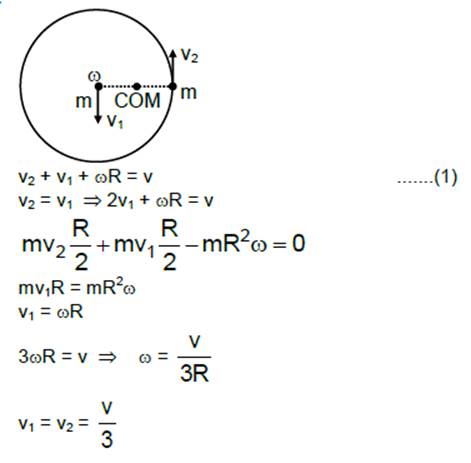 v₂
ω
m COM m
v₁
v₂ + v₁ + ωR = v .......(1)
v₂ = v₁ ⇒ 2v₁ + ωR = v
mv₂ R/2 + mv₁ R/2 − mR²ω = 0
mv₁R = mR²ω
v₁ = ωR
3ωR = v ⇒ ω = v/3R
v₁ = v₂ = v/3